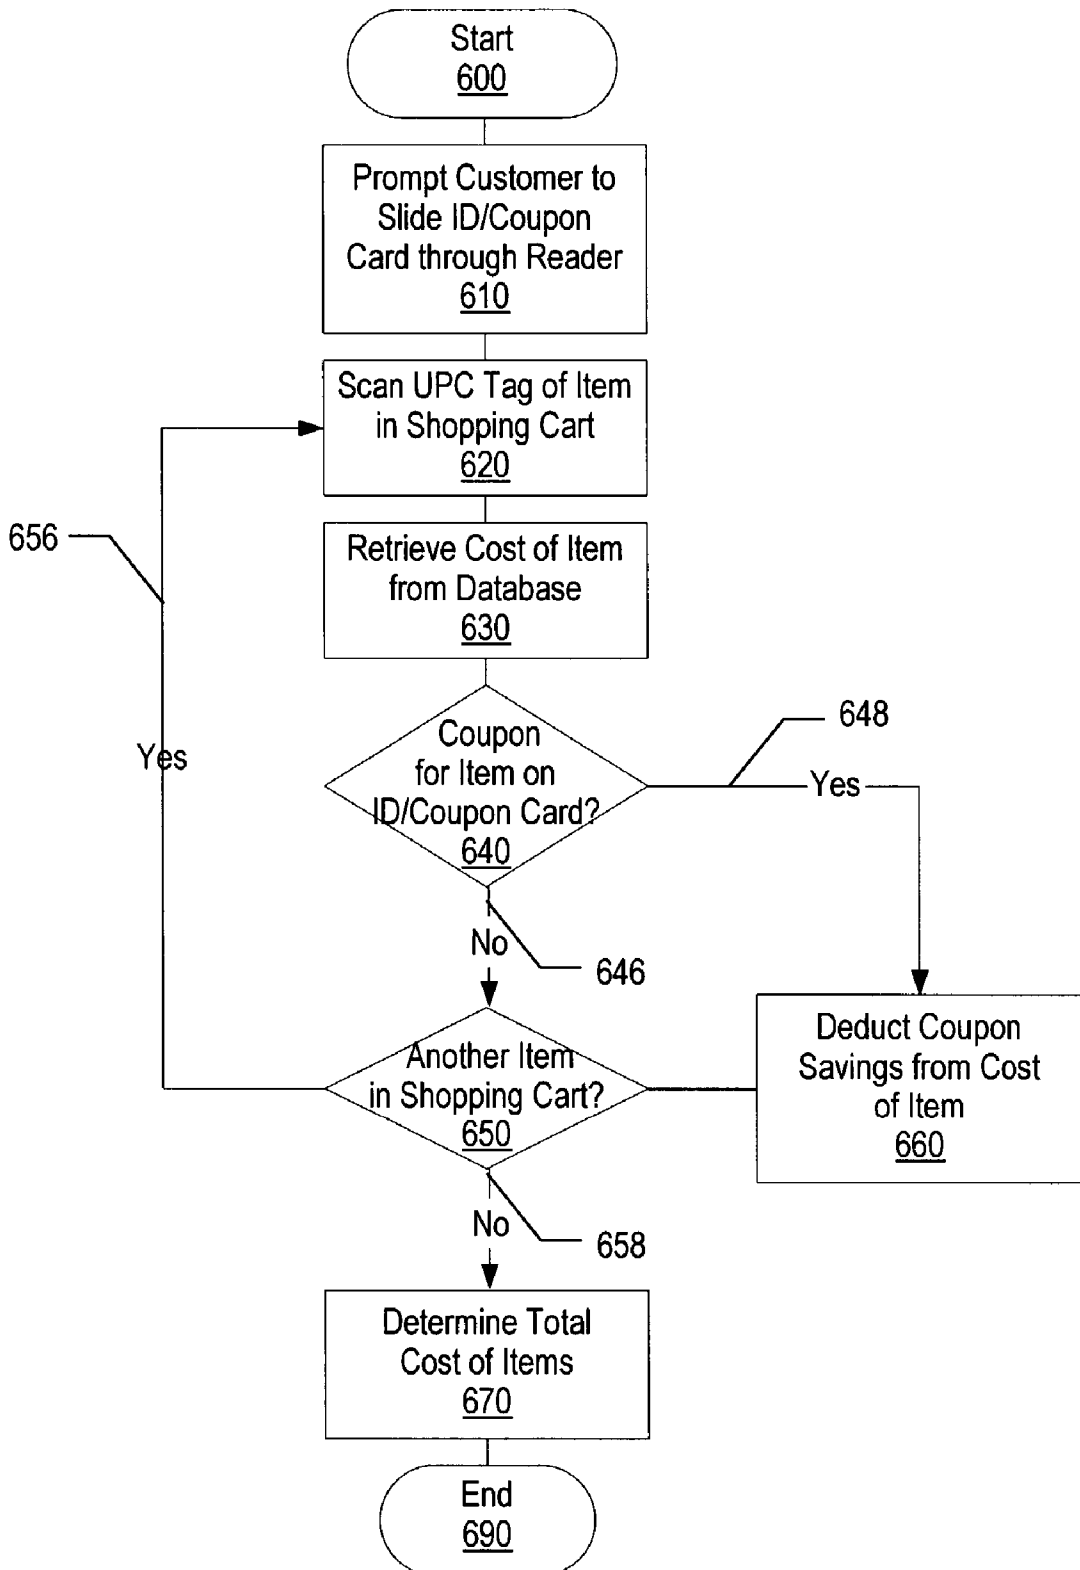 Start
600
Prompt Customer to
Slide ID/Coupon
Card through Reader
610
Scan UPC Tag of Item
in Shopping Cart
620
656
Retrieve Cost of Item
from Database
630
648
Coupon
for Item on
ID/Coupon Card?
640
Yes
Yes
No
646
Another Item
in Shopping Cart?
650
Deduct Coupon
Savings from Cost
of Item
660
No
658
Determine Total
Cost of Items
670
End
690